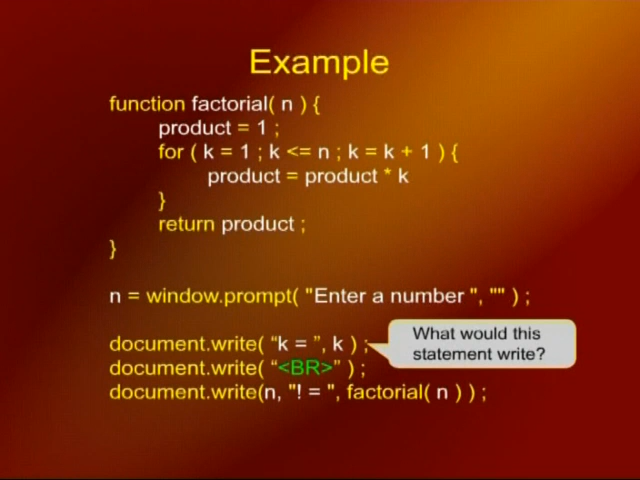 Example
function factorial( n ) {
product = 1 ;
for ( k = 1 ; k <= n ; k = k + 1 ) {
product = product * k
}
return product ;
}
n = window.prompt( "Enter a number ", "" ) ;
document.write( “k = ”, k ) ;
What would this
statement write?
document.write( “<BR>” ) ;
document.write(n, "! = ", factorial( n ) ) ;